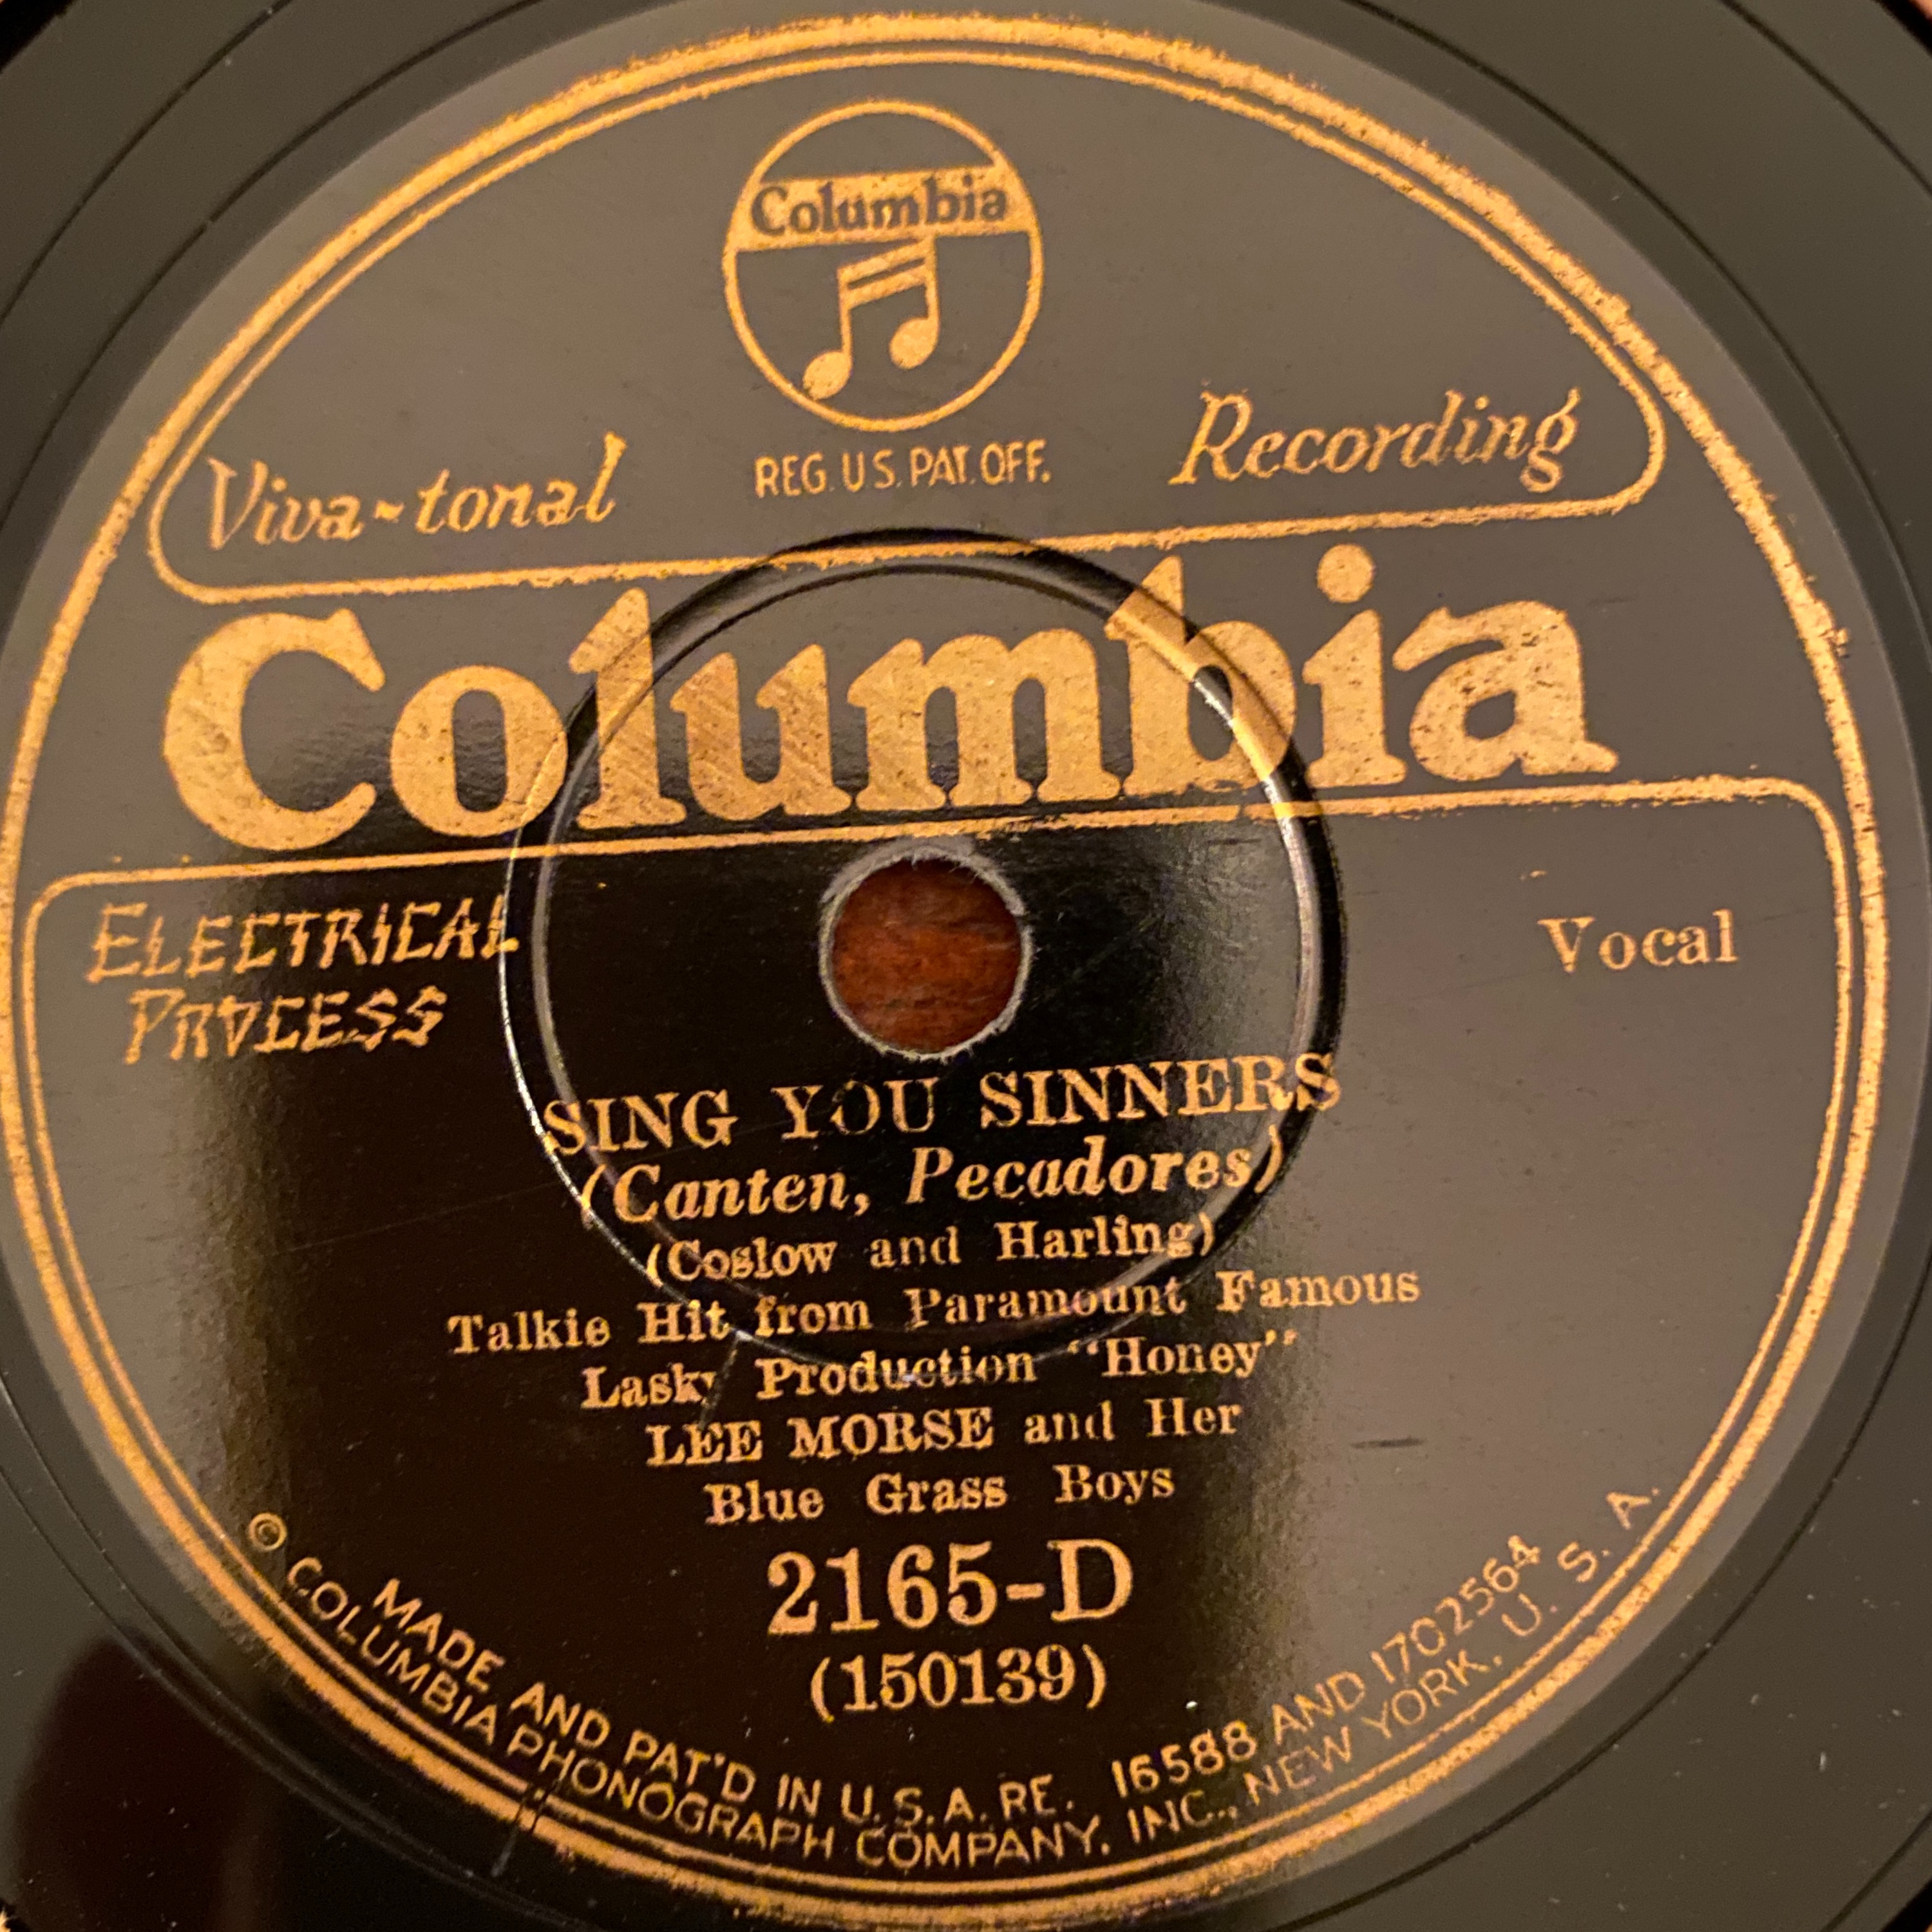 Columbia
REG. U.S. PAT. OFF.
Viva-tonal Recording
Columbia
ELECTRICAL
PROCESS
Vocal
SING YOU SINNERS
(Canten, Pecadores)
(Coslow and Harling)
Talkie Hit from Paramount Famous
Lasky Production "Honey"
LEE MORSE and Her
Blue Grass Boys
2165-D
(150139)
MADE AND PAT'D IN U.S.A. RE. 16588 AND 1702564
© COLUMBIA PHONOGRAPH COMPANY, INC., NEW YORK, U. S. A.